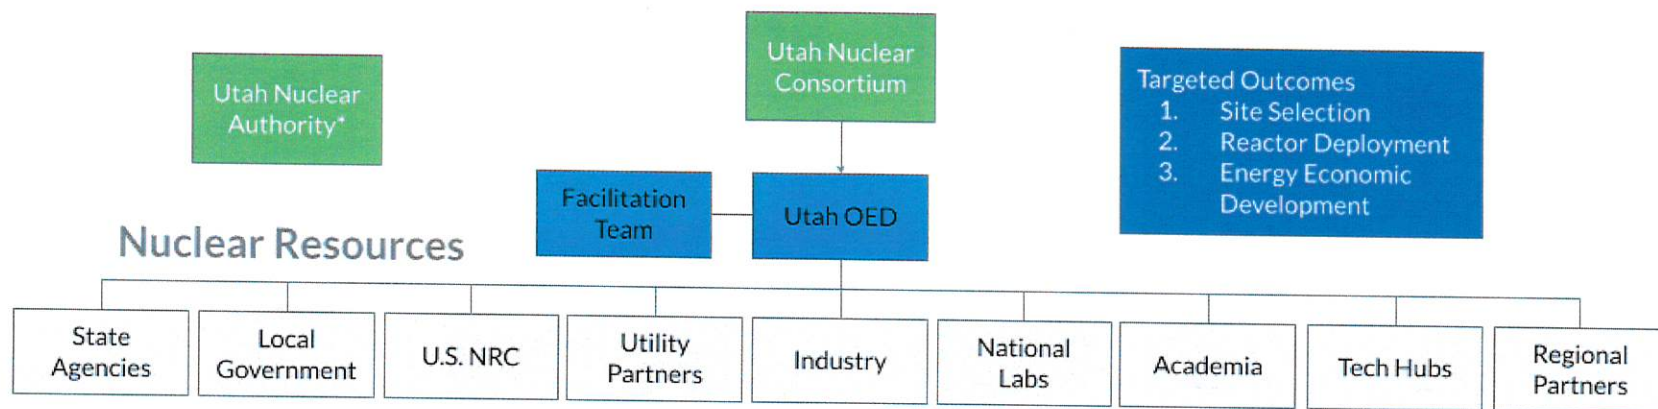 Utah Nuclear
Authority*
Utah Nuclear
Consortium
Targeted Outcomes
1. Site Selection
2. Reactor Deployment
3. Energy Economic
Development
Facilitation
Team
Utah OED
Nuclear Resources
State
Agencies
Local
Government
U.S. NRC
Utility
Partners
Industry
National
Labs
Academia
Tech Hubs
Regional
Partners